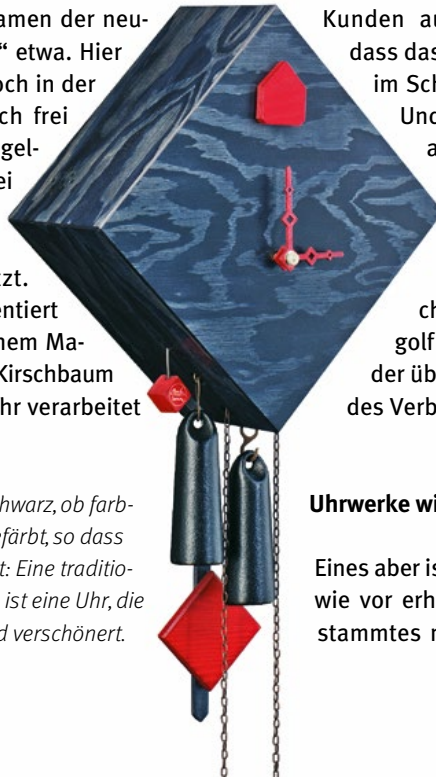 amen der neu-
“ etwa. Hier
och in der
ch frei
gel-
ei
zt.
entiert
nem Ma-
Kirschbaum
hr verarbeitet
hwarz, ob farb-
efärbt, so dass
t: Eine traditio-
ist eine Uhr, die
d verschönert.
Kunden au
dass das
im Sch
Und
a
ch
golf
der üb
des Verb
Uhrwerke wi
Eines aber is
wie vor erh
stammtes r